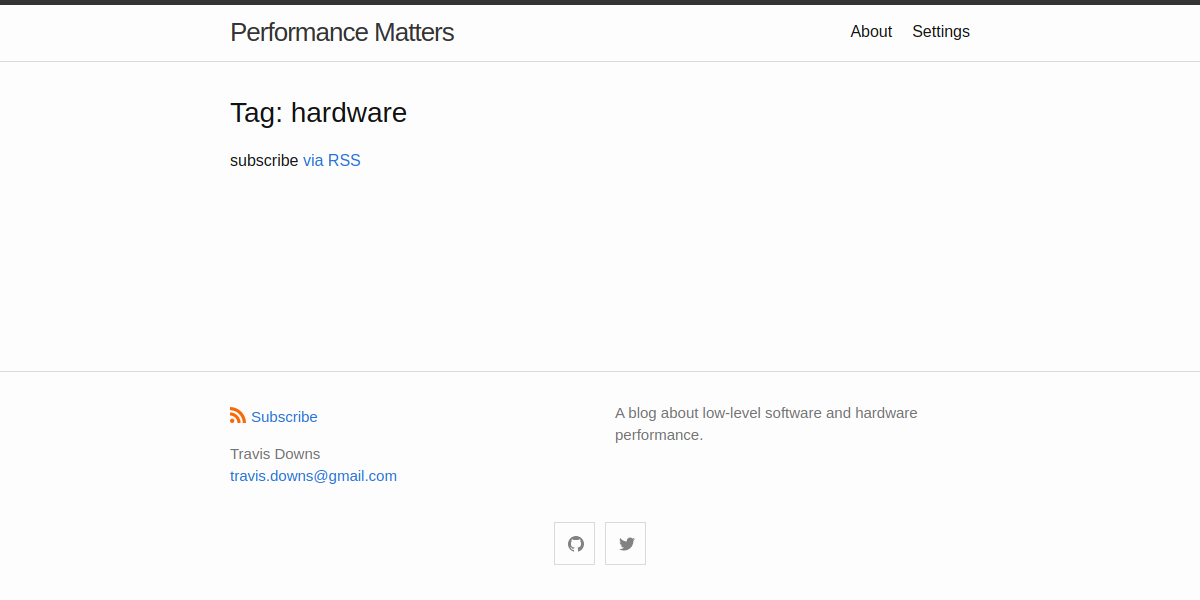 Performance Matters
About Settings
Tag: hardware
subscribe via RSS
Subscribe
Travis Downs
travis.downs@gmail.com
A blog about low-level software and hardware
performance.